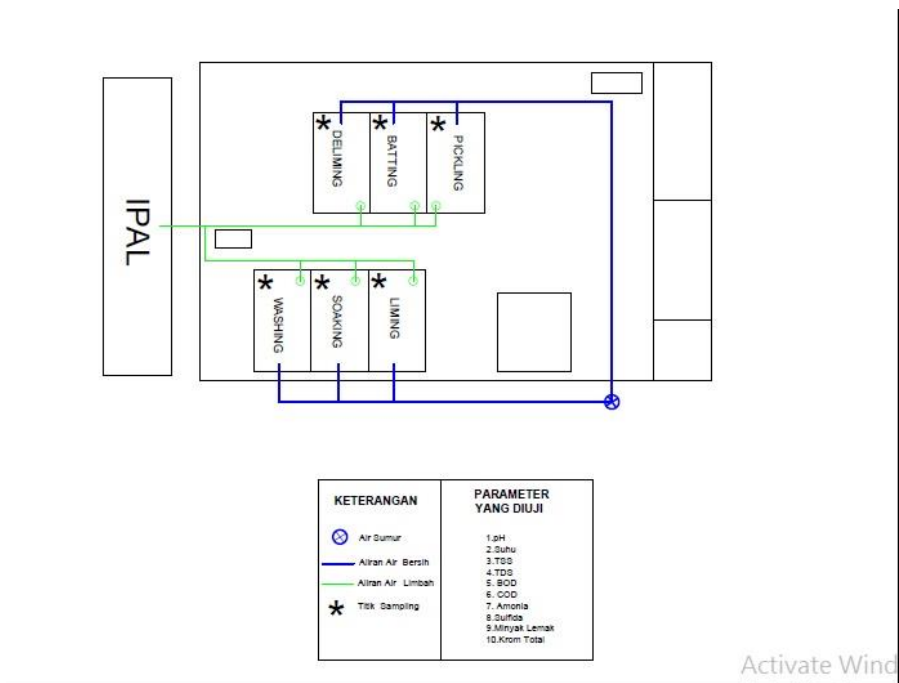 IPAL
DELIMING
BATTING
PICKLING
WASHING
SOAKING
LIMING
KETERANGAN
Air Sumur
Aliran Air Bersih
Aliran Air Limbah
Titik Sampling
PARAMETER
YANG DIUJI
1.pH
2.Suhu
3.TSS
4.TDS
5. BOD
6. COD
7. Amonia
8.Sulfida
9.Minyak Lemak
10.Krom Total
Activate Wind